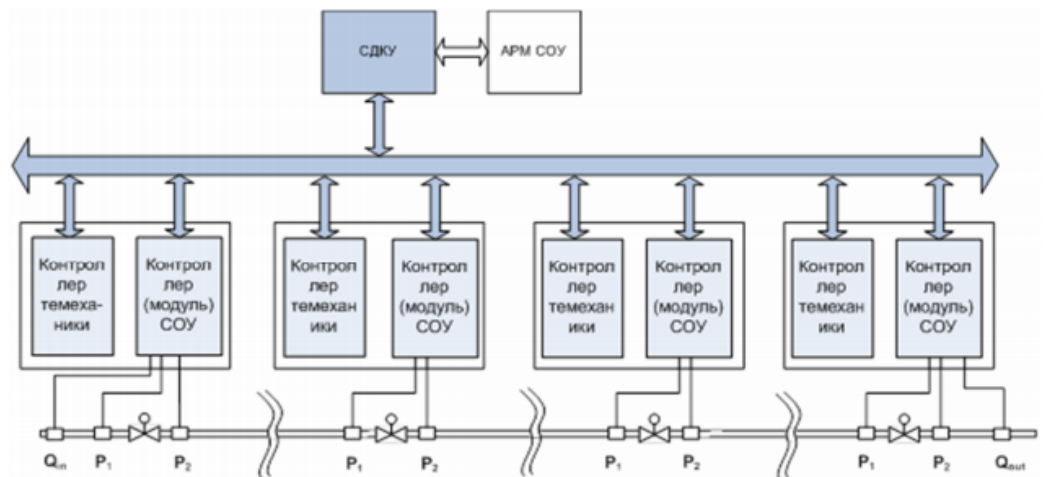 СДКУ
АРМ СОУ
Контрол
лер
темеха-
ники
Контрол
лер
(модуль)
СОУ
Контрол
лер
темехан
ики
Контрол
лер
(модуль)
СОУ
Контрол
лер
темехан
ики
Контрол
лер
(модуль)
СОУ
Контрол
лер
темехан
ики
Контрол
лер
(модуль)
СОУ
Qin P1 P2 P1 P2 P1 P2 P1 P2 Qout